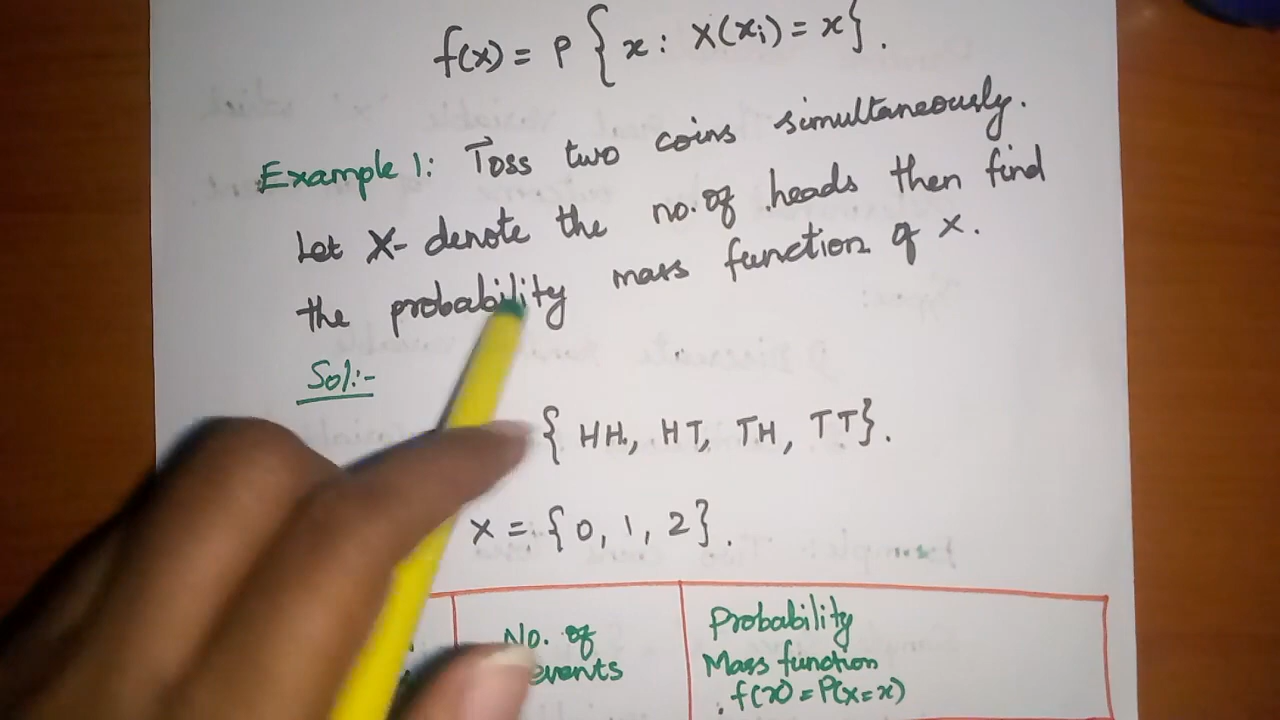 f(x) = P { x : X(xi) = x}.
Example 1: Toss two coins simultaneously.
Let X- denote the no. of heads then find
the probability mass function of X.
Sol:-
{ HH, HT, TH, TT}.
X = {0, 1, 2}.
No. of
events
Probability
Mass function
f(x) = P(X=x)